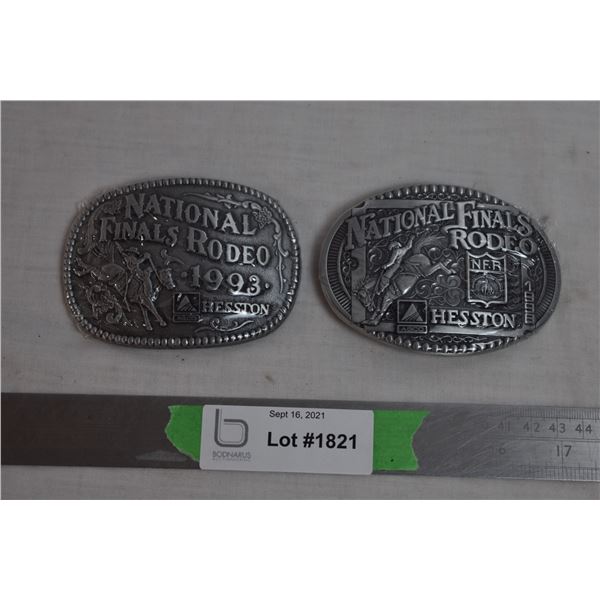 NATIONAL
FINALS RODEO
·1993·
HESSTON
NATIONAL FINALS
RODEO
NFR
HESSTON
AGCO
Sept 16, 2021
Lot #1821
BODNARUS
41 42 43 44
17